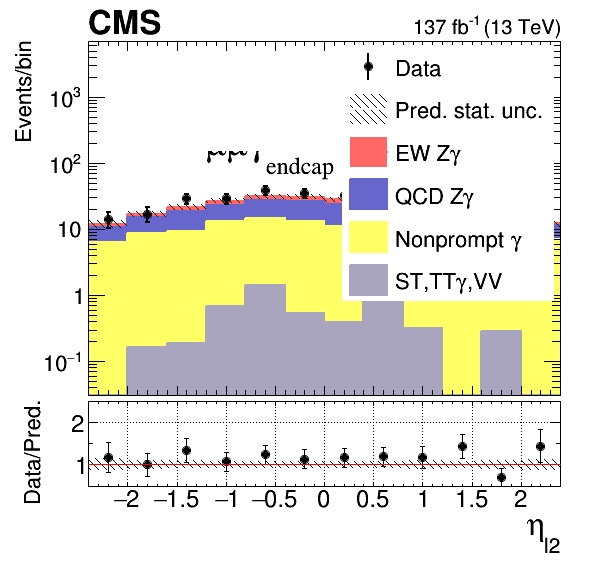 CMS
137 fb⁻¹ (13 TeV)
Events/bin
Data
Pred. stat. unc.
EW Zγ
QCD Zγ
Nonprompt γ
ST,TTγ,VV
endcap
10³
10²
10
1
10⁻¹
Data/Pred.
2
1
−2 −1.5 −1 −0.5 0 0.5 1 1.5 2
η_l2